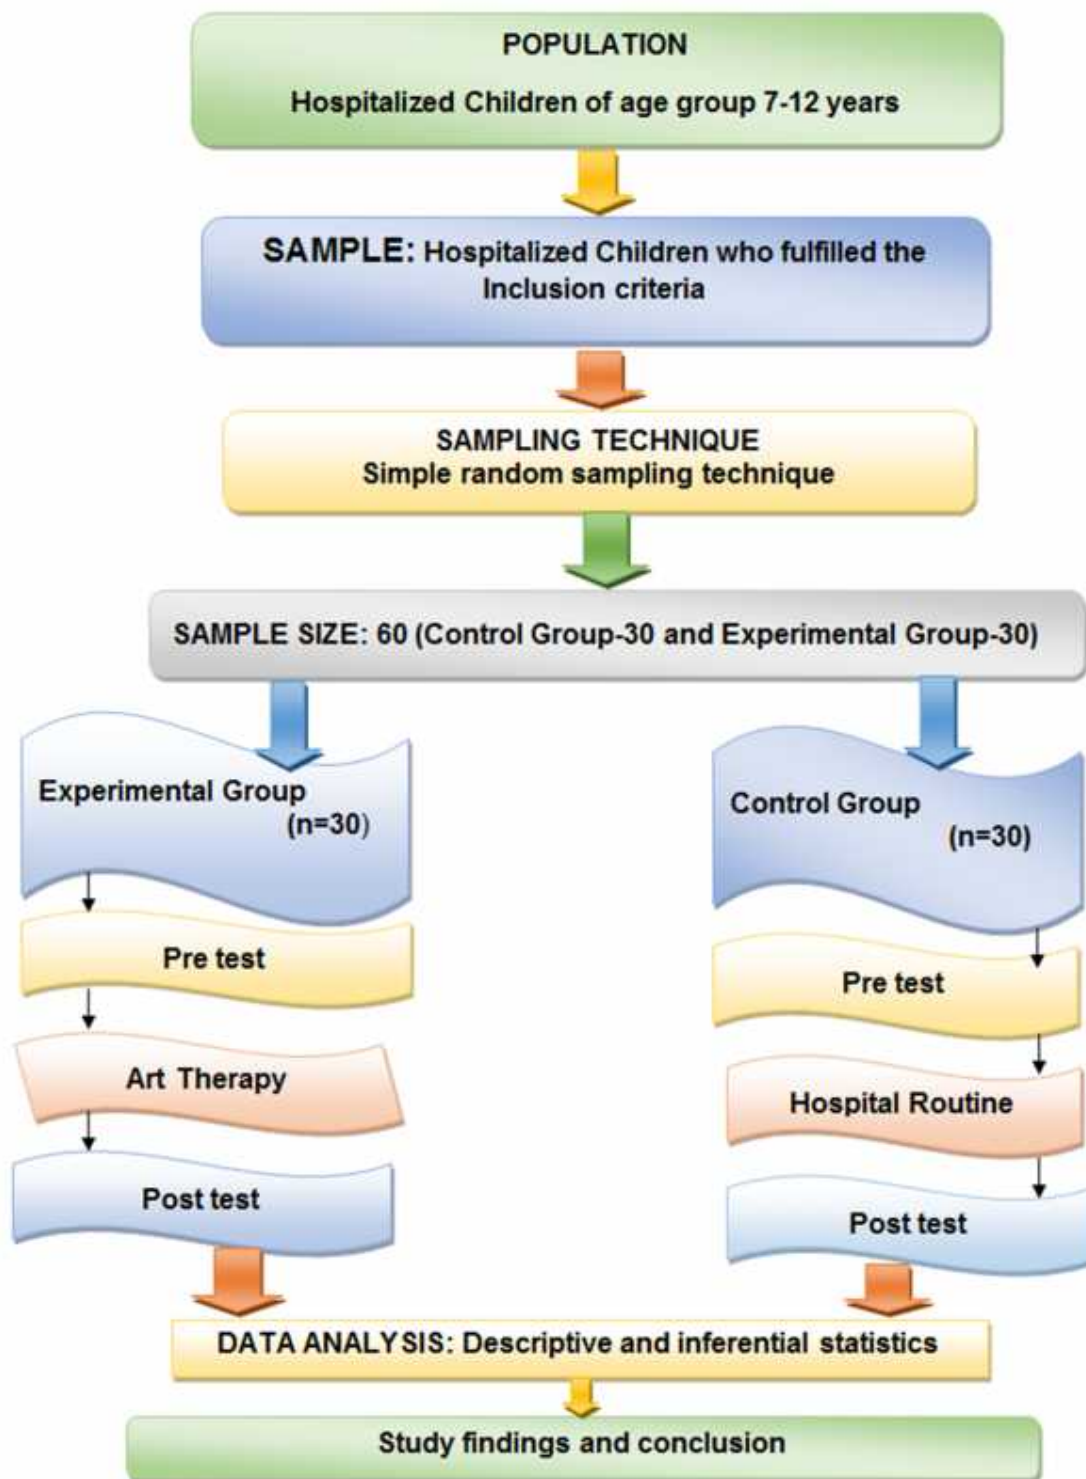 POPULATION
Hospitalized Children of age group 7-12 years
SAMPLE: Hospitalized Children who fulfilled the
Inclusion criteria
SAMPLING TECHNIQUE
Simple random sampling technique
SAMPLE SIZE: 60 (Control Group-30 and Experimental Group-30)
Experimental Group
(n=30)
Pre test
Art Therapy
Post test
Control Group
(n=30)
Pre test
Hospital Routine
Post test
DATA ANALYSIS: Descriptive and inferential statistics
Study findings and conclusion